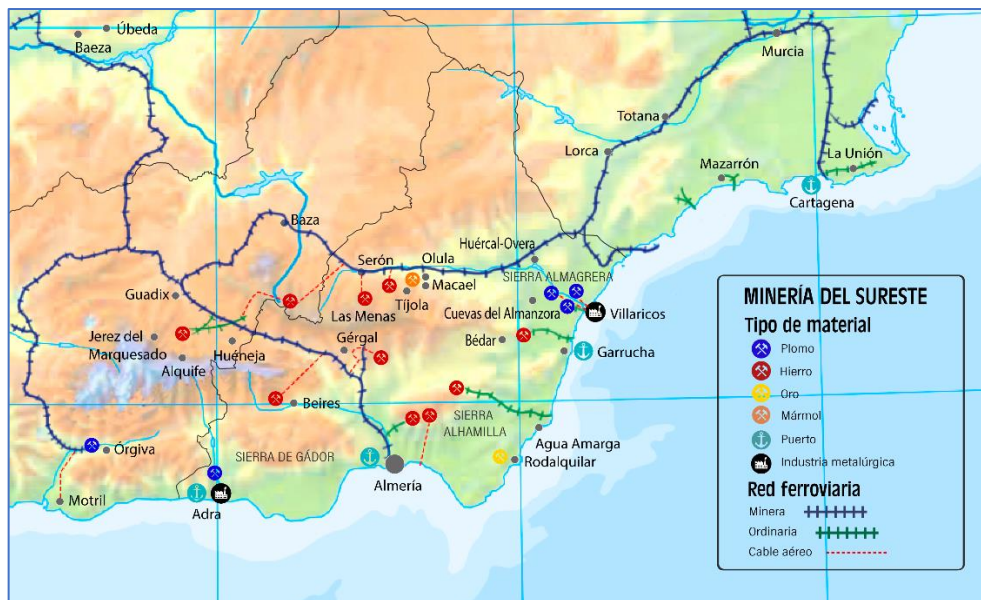 Úbeda
Baeza
Murcia
Totana
Lorca
Mazarrón
La Unión
Cartagena
Baza
Huércal-Overa
Serón
Olula
SIERRA ALMAGRERA
Macael
Guadix
Las Menas
Tíjola
Cuevas del Almanzora
Villaricos
Jerez del
Marquesado
Huéneja
Gérgal
Bédar
Garrucha
Alquife
Beires
SIERRA
ALHAMILLA
Órgiva
SIERRA DE GÁDOR
Agua Amarga
Rodalquilar
Almería
Motril
Adra
MINERÍA DEL SURESTE
Tipo de material
Plomo
Hierro
Oro
Mármol
Puerto
Industria metalúrgica
Red ferroviaria
Minera
Ordinaria
Cable aéreo